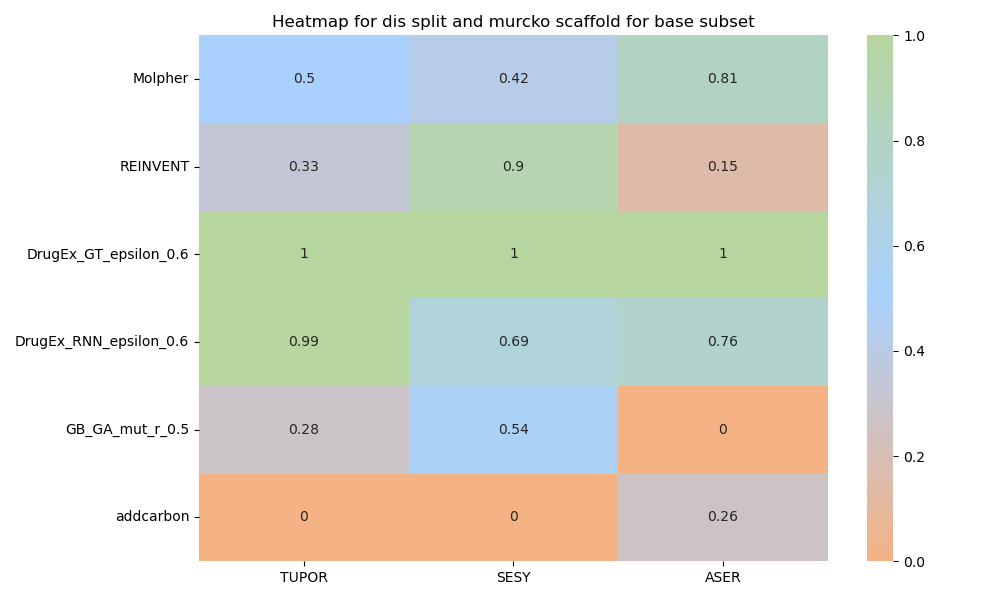 Heatmap for dis split and murcko scaffold for base subset
Molpher 0.5 0.42 0.81
REINVENT 0.33 0.9 0.15
DrugEx_GT_epsilon_0.6 1 1 1
DrugEx_RNN_epsilon_0.6 0.99 0.69 0.76
GB_GA_mut_r_0.5 0.28 0.54 0
addcarbon 0 0 0.26
TUPOR SESY ASER
1.0
0.8
0.6
0.4
0.2
0.0